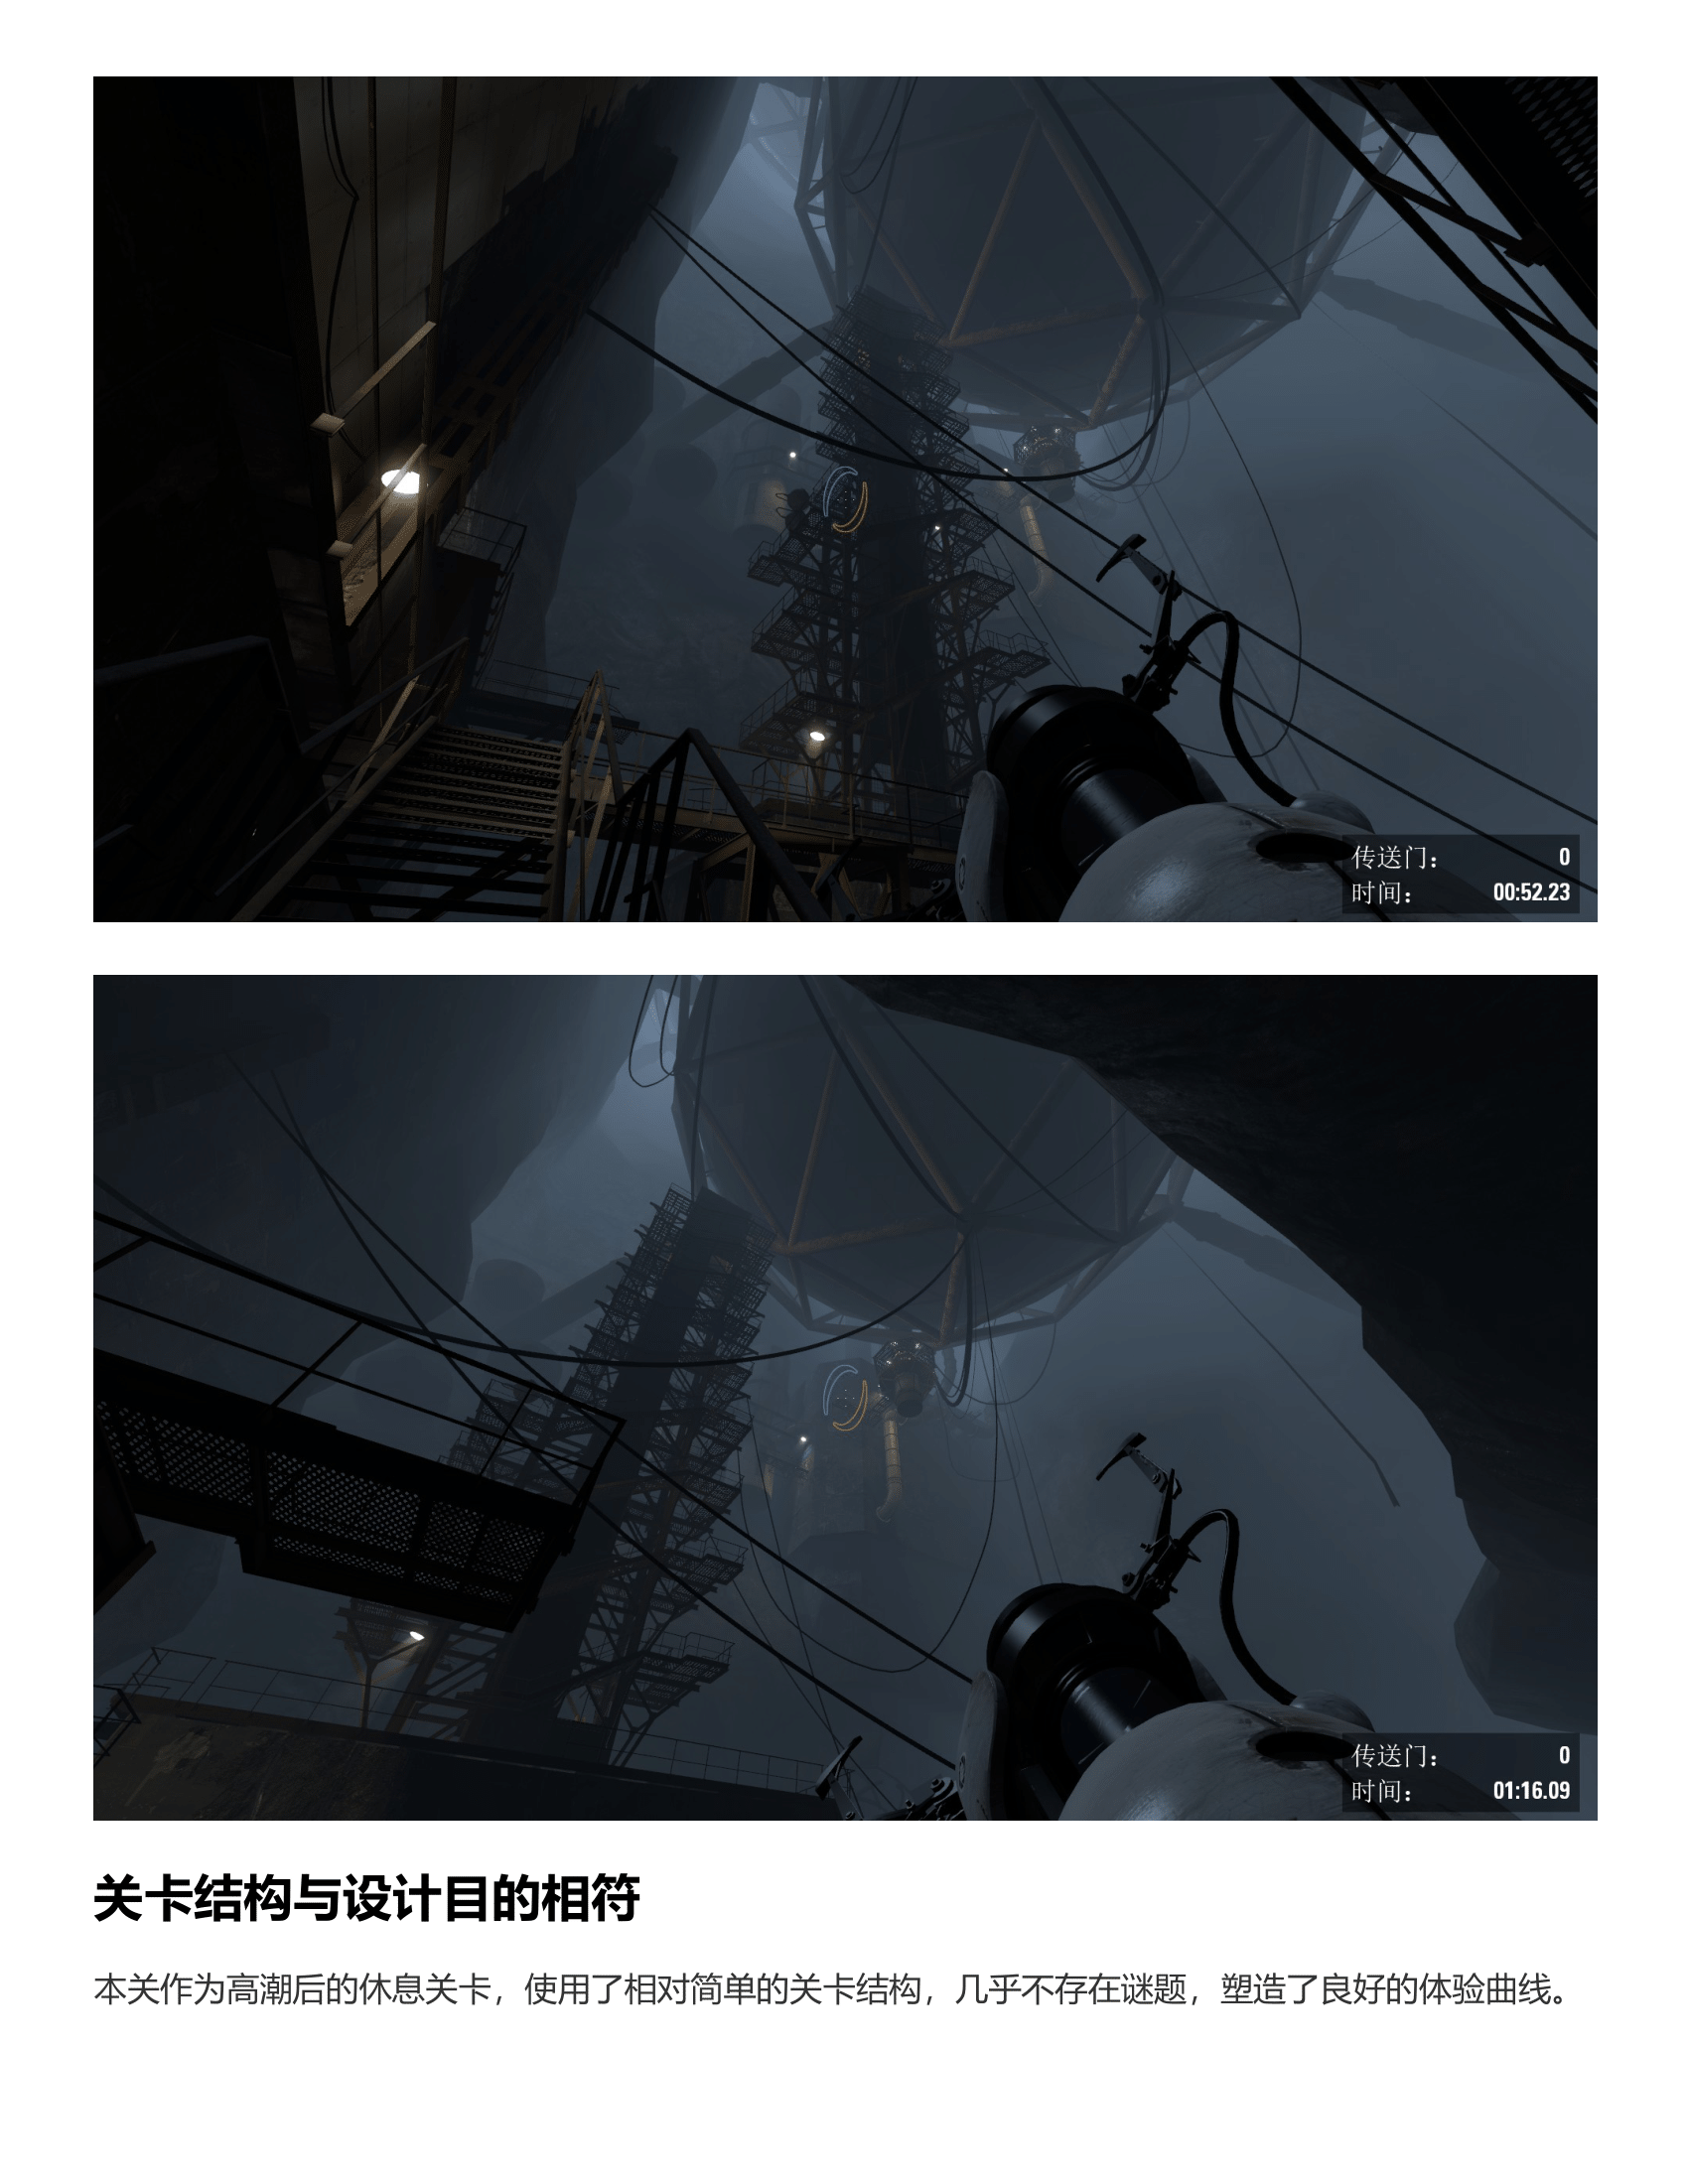 传送门： 0
时间： 00:52.23
传送门： 0
时间： 01:16.09
关卡结构与设计目的相符
本关作为高潮后的休息关卡，使用了相对简单的关卡结构，几乎不存在谜题，塑造了良好的体验曲线。